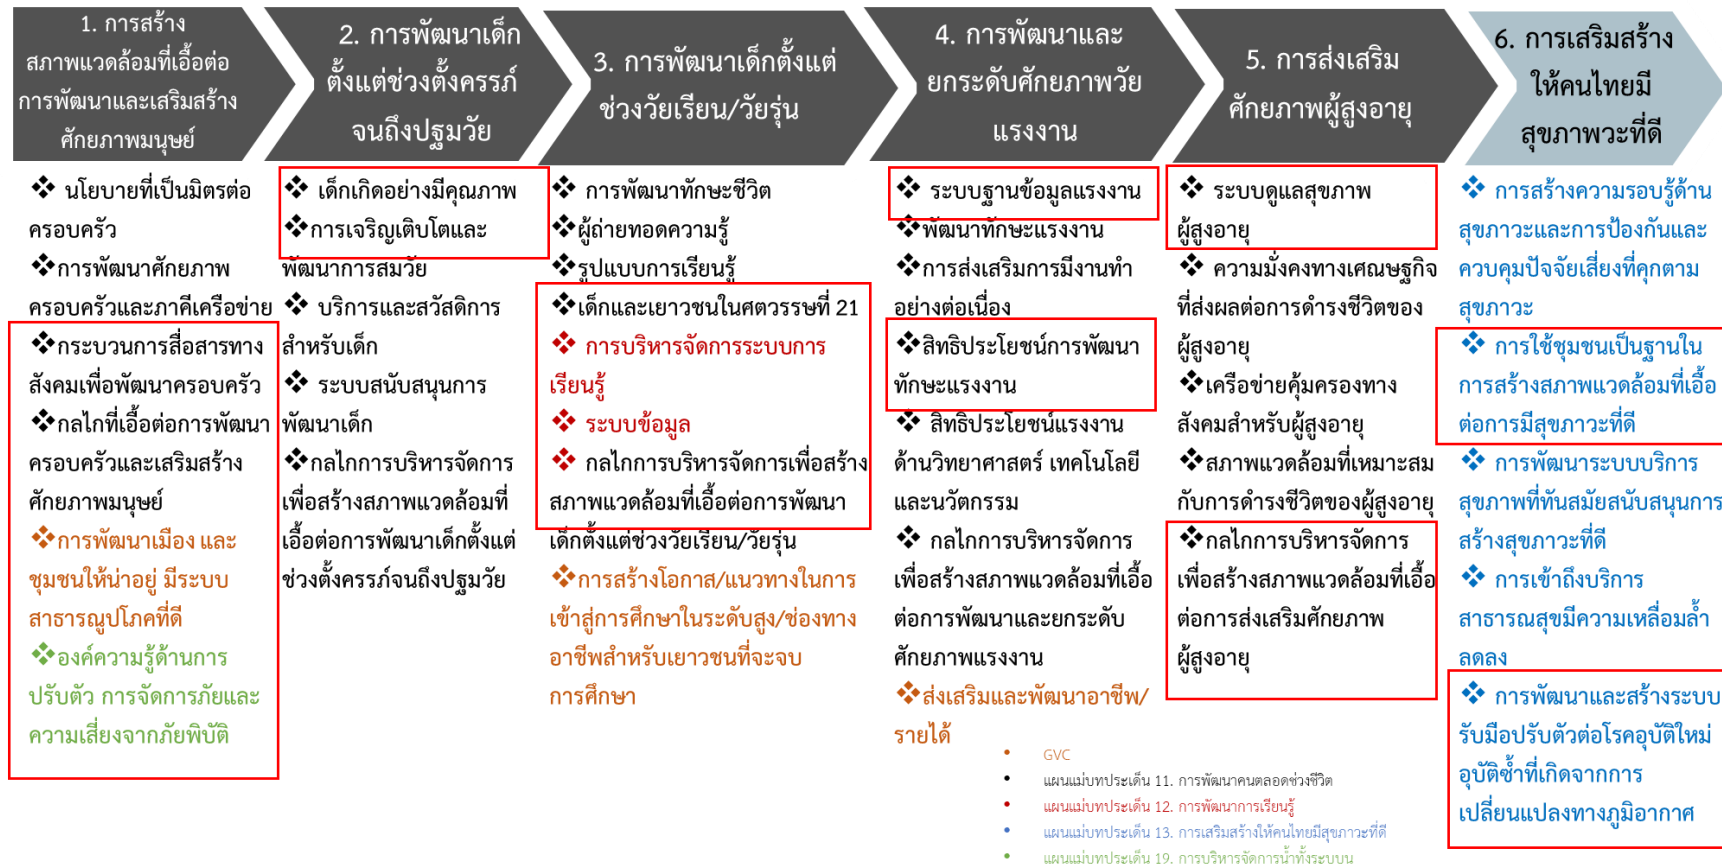 1. การสร้าง
สภาพแวดล้อมที่เอื้อต่อ
การพัฒนาและเสริมสร้าง
ศักยภาพมนุษย์
2. การพัฒนาเด็ก
ตั้งแต่ช่วงตั้งครรภ์
จนถึงปฐมวัย
3. การพัฒนาเด็กตั้งแต่
ช่วงวัยเรียน/วัยรุ่น
4. การพัฒนาและ
ยกระดับศักยภาพวัย
แรงงาน
5. การส่งเสริม
ศักยภาพผู้สูงอายุ
6. การเสริมสร้าง
ให้คนไทยมี
สุขภาพวะที่ดี
❖ นโยบายที่เป็นมิตรต่อ
ครอบครัว
❖การพัฒนาศักยภาพ
ครอบครัวและภาคีเครือข่าย
❖กระบวนการสื่อสารทาง
สังคมเพื่อพัฒนาครอบครัว
❖กลไกที่เอื้อต่อการพัฒนา
ครอบครัวและเสริมสร้าง
ศักยภาพมนุษย์
❖การพัฒนาเมือง และ
ชุมชนให้น่าอยู่ มีระบบ
สาธารณูปโภคที่ดี
❖องค์ความรู้ด้านการ
ปรับตัว การจัดการภัยและ
ความเสี่ยงจากภัยพิบัติ
❖ เด็กเกิดอย่างมีคุณภาพ
❖การเจริญเติบโตและ
พัฒนาการสมวัย
❖ บริการและสวัสดิการ
สำหรับเด็ก
❖ ระบบสนับสนุนการ
พัฒนาเด็ก
❖กลไกการบริหารจัดการ
เพื่อสร้างสภาพแวดล้อมที่
เอื้อต่อการพัฒนาเด็กตั้งแต่
ช่วงตั้งครรภ์จนถึงปฐมวัย
❖ การพัฒนาทักษะชีวิต
❖ผู้ถ่ายทอดความรู้
❖รูปแบบการเรียนรู้
❖เด็กและเยาวชนในศตวรรษที่ 21
❖ การบริหารจัดการระบบการ
เรียนรู้
❖ ระบบข้อมูล
❖ กลไกการบริหารจัดการเพื่อสร้าง
สภาพแวดล้อมที่เอื้อต่อการพัฒนา
เด็กตั้งแต่ช่วงวัยเรียน/วัยรุ่น
❖การสร้างโอกาส/แนวทางในการ
เข้าสู่การศึกษาในระดับสูง/ช่องทาง
อาชีพสำหรับเยาวชนที่จะจบ
การศึกษา
❖ ระบบฐานข้อมูลแรงงาน
❖พัฒนาทักษะแรงงาน
❖การส่งเสริมการมีงานทำ
อย่างต่อเนื่อง
❖สิทธิประโยชน์การพัฒนา
ทักษะแรงงาน
❖ สิทธิประโยชน์แรงงาน
ด้านวิทยาศาสตร์ เทคโนโลยี
และนวัตกรรม
❖ กลไกการบริหารจัดการ
เพื่อสร้างสภาพแวดล้อมที่เอื้อ
ต่อการพัฒนาและยกระดับ
ศักยภาพแรงงาน
❖ส่งเสริมและพัฒนาอาชีพ/
รายได้
❖ ระบบดูแลสุขภาพ
ผู้สูงอายุ
❖ ความมั่งคงทางเศณษฐกิจ
ที่ส่งผลต่อการดำรงชีวิตของ
ผู้สูงอายุ
❖เครือข่ายคุ้มครองทาง
สังคมสำหรับผู้สูงอายุ
❖สภาพแวดล้อมที่เหมาะสม
กับการดำรงชีวิตของผู้สูงอายุ
❖กลไกการบริหารจัดการ
เพื่อสร้างสภาพแวดล้อมที่เอื้อ
ต่อการส่งเสริมศักยภาพ
ผู้สูงอายุ
❖ การสร้างความรอบรู้ด้าน
สุขภาวะและการป้องกันและ
ควบคุมปัจจัยเสี่ยงที่คุกตาม
สุขภาวะ
❖ การใช้ชุมชนเป็นฐานใน
การสร้างสภาพแวดล้อมที่เอื้อ
ต่อการมีสุขภาวะที่ดี
❖ การพัฒนาระบบบริการ
สุขภาพที่ทันสมัยสนับสนุนการ
สร้างสุขภาวะที่ดี
❖ การเข้าถึงบริการ
สาธารณสุขมีความเหลื่อมล้ำ
ลดลง
❖ การพัฒนาและสร้างระบบ
รับมือปรับตัวต่อโรคอุบัติใหม่
อุบัติซ้ำที่เกิดจากการ
เปลี่ยนแปลงทางภูมิอากาศ
• GVC
• แผนแม่บทประเด็น 11. การพัฒนาคนตลอดช่วงชีวิต
• แผนแม่บทประเด็น 12. การพัฒนาการเรียนรู้
• แผนแม่บทประเด็น 13. การเสริมสร้างให้คนไทยมีสุขภาวะที่ดี
• แผนแม่บทประเด็น 19. การบริหารจัดการน้ำทั้งระบบบน